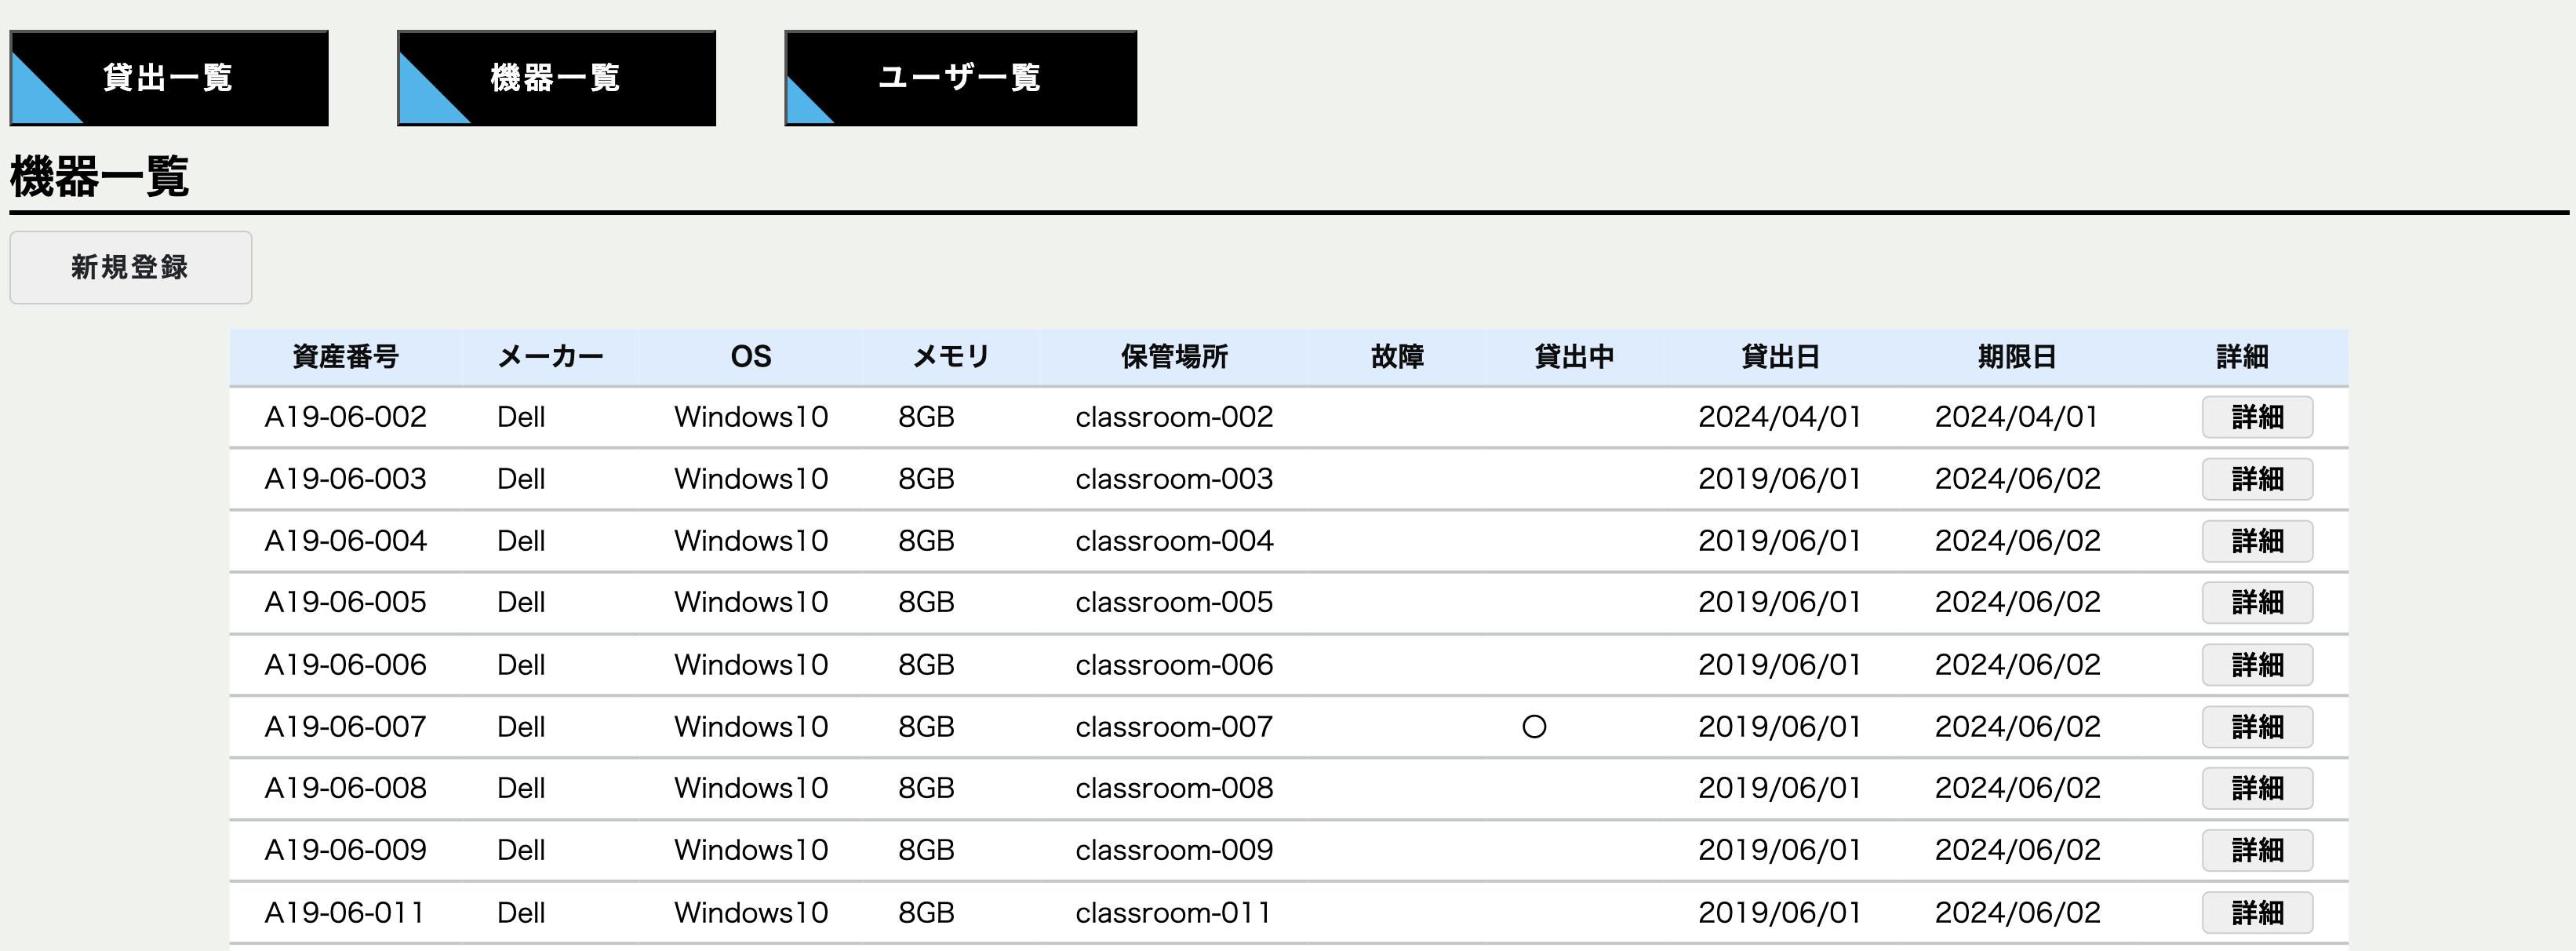 貸出一覧 機器一覧 ユーザ一覧
機器一覧
新規登録
資産番号 メーカー OS メモリ 保管場所 故障 貸出中 貸出日 期限日 詳細
A19-06-002 Dell Windows10 8GB classroom-002 2024/04/01 2024/04/01 詳細
A19-06-003 Dell Windows10 8GB classroom-003 2019/06/01 2024/06/02 詳細
A19-06-004 Dell Windows10 8GB classroom-004 2019/06/01 2024/06/02 詳細
A19-06-005 Dell Windows10 8GB classroom-005 2019/06/01 2024/06/02 詳細
A19-06-006 Dell Windows10 8GB classroom-006 2019/06/01 2024/06/02 詳細
A19-06-007 Dell Windows10 8GB classroom-007 ○ 2019/06/01 2024/06/02 詳細
A19-06-008 Dell Windows10 8GB classroom-008 2019/06/01 2024/06/02 詳細
A19-06-009 Dell Windows10 8GB classroom-009 2019/06/01 2024/06/02 詳細
A19-06-011 Dell Windows10 8GB classroom-011 2019/06/01 2024/06/02 詳細